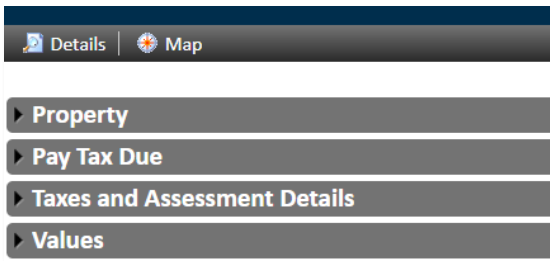 Details Map
Property
Pay Tax Due
Taxes and Assessment Details
Values